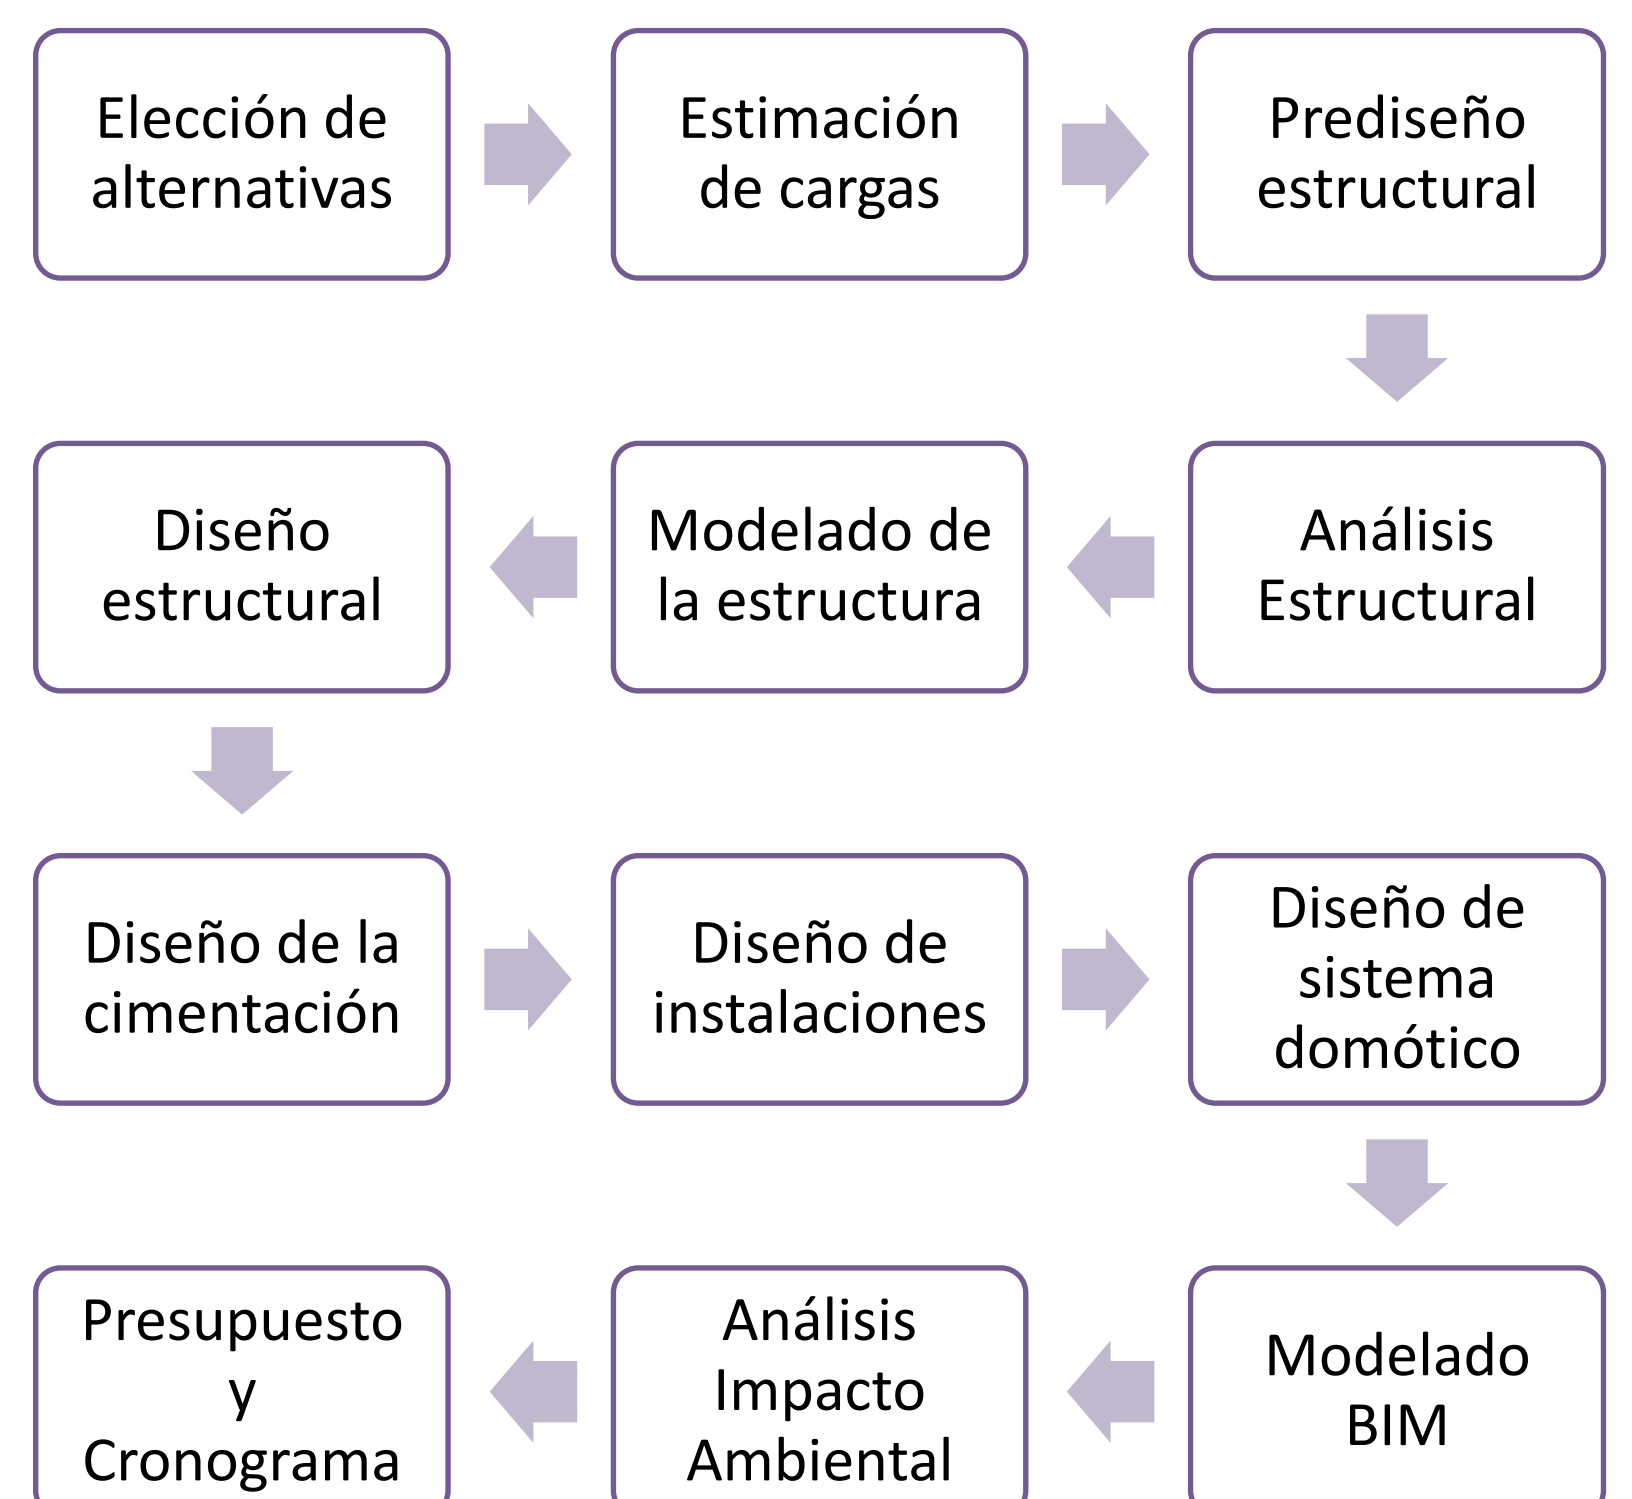 Elección de
alternativas
Estimación
de cargas
Prediseño
estructural
Análisis
Estructural
Modelado de
la estructura
Diseño
estructural
Diseño de la
cimentación
Diseño de
instalaciones
Diseño de
sistema
domótico
Modelado
BIM
Análisis
Impacto
Ambiental
Presupuesto
y
Cronograma